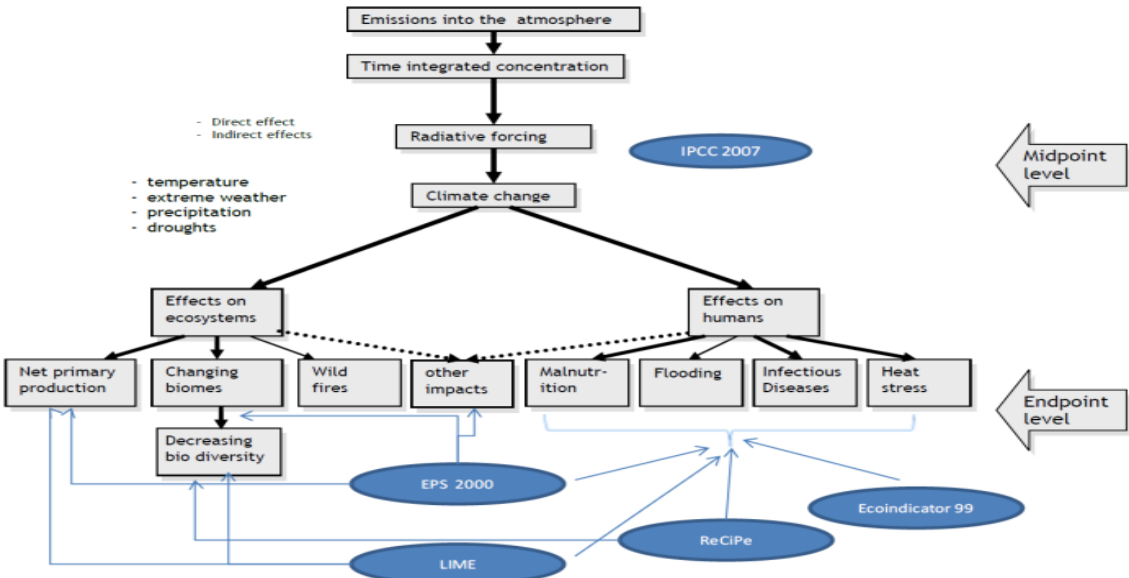 Emissions into the atmosphere
Time integrated concentration
- Direct effect
- Indirect effects
Radiative forcing
IPCC 2007
Midpoint
level
- temperature
- extreme weather
- precipitation
- droughts
Climate change
Effects on
ecosystems
Effects on
humans
Net primary
production
Changing
biomes
Wild
fires
other
impacts
Malnutr-
ition
Flooding
Infectious
Diseases
Heat
stress
Endpoint
level
Decreasing
bio diversity
EPS 2000
Ecoindicator 99
ReCiPe
LIME